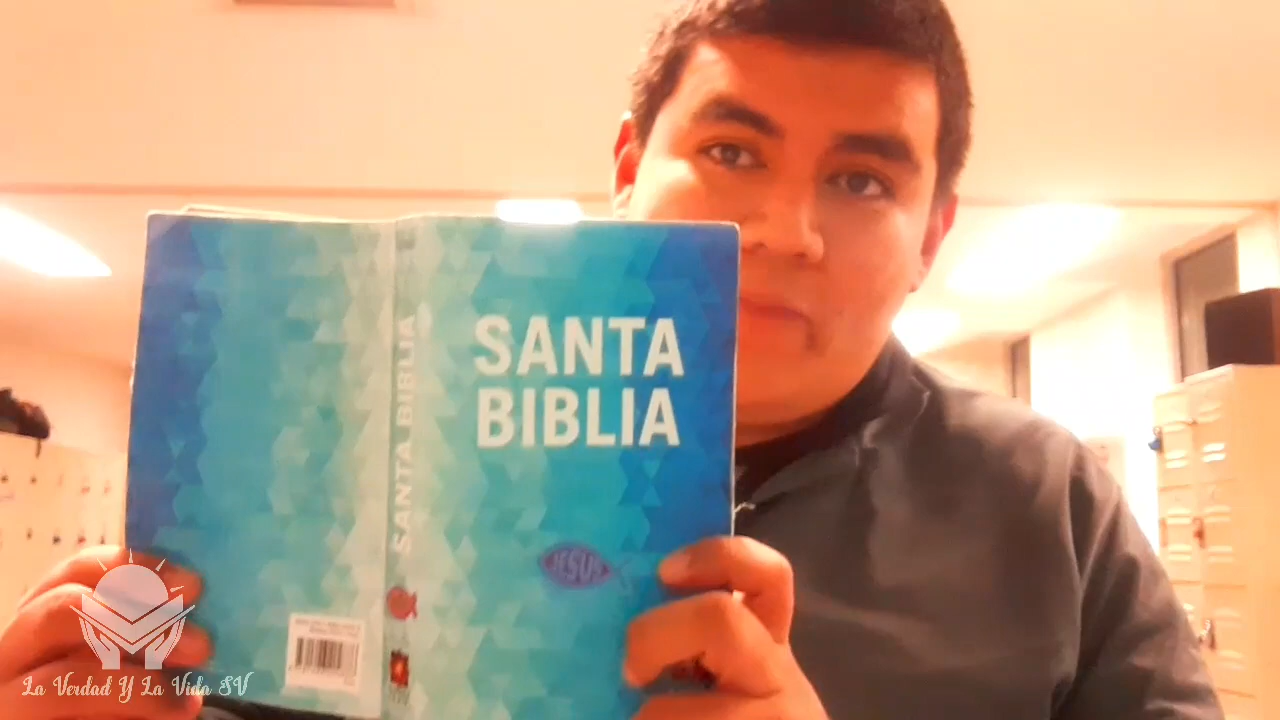 SANTA
BIBLIA
SANTA BIBLIA
JESUS
La Verdad Y La Vida SV